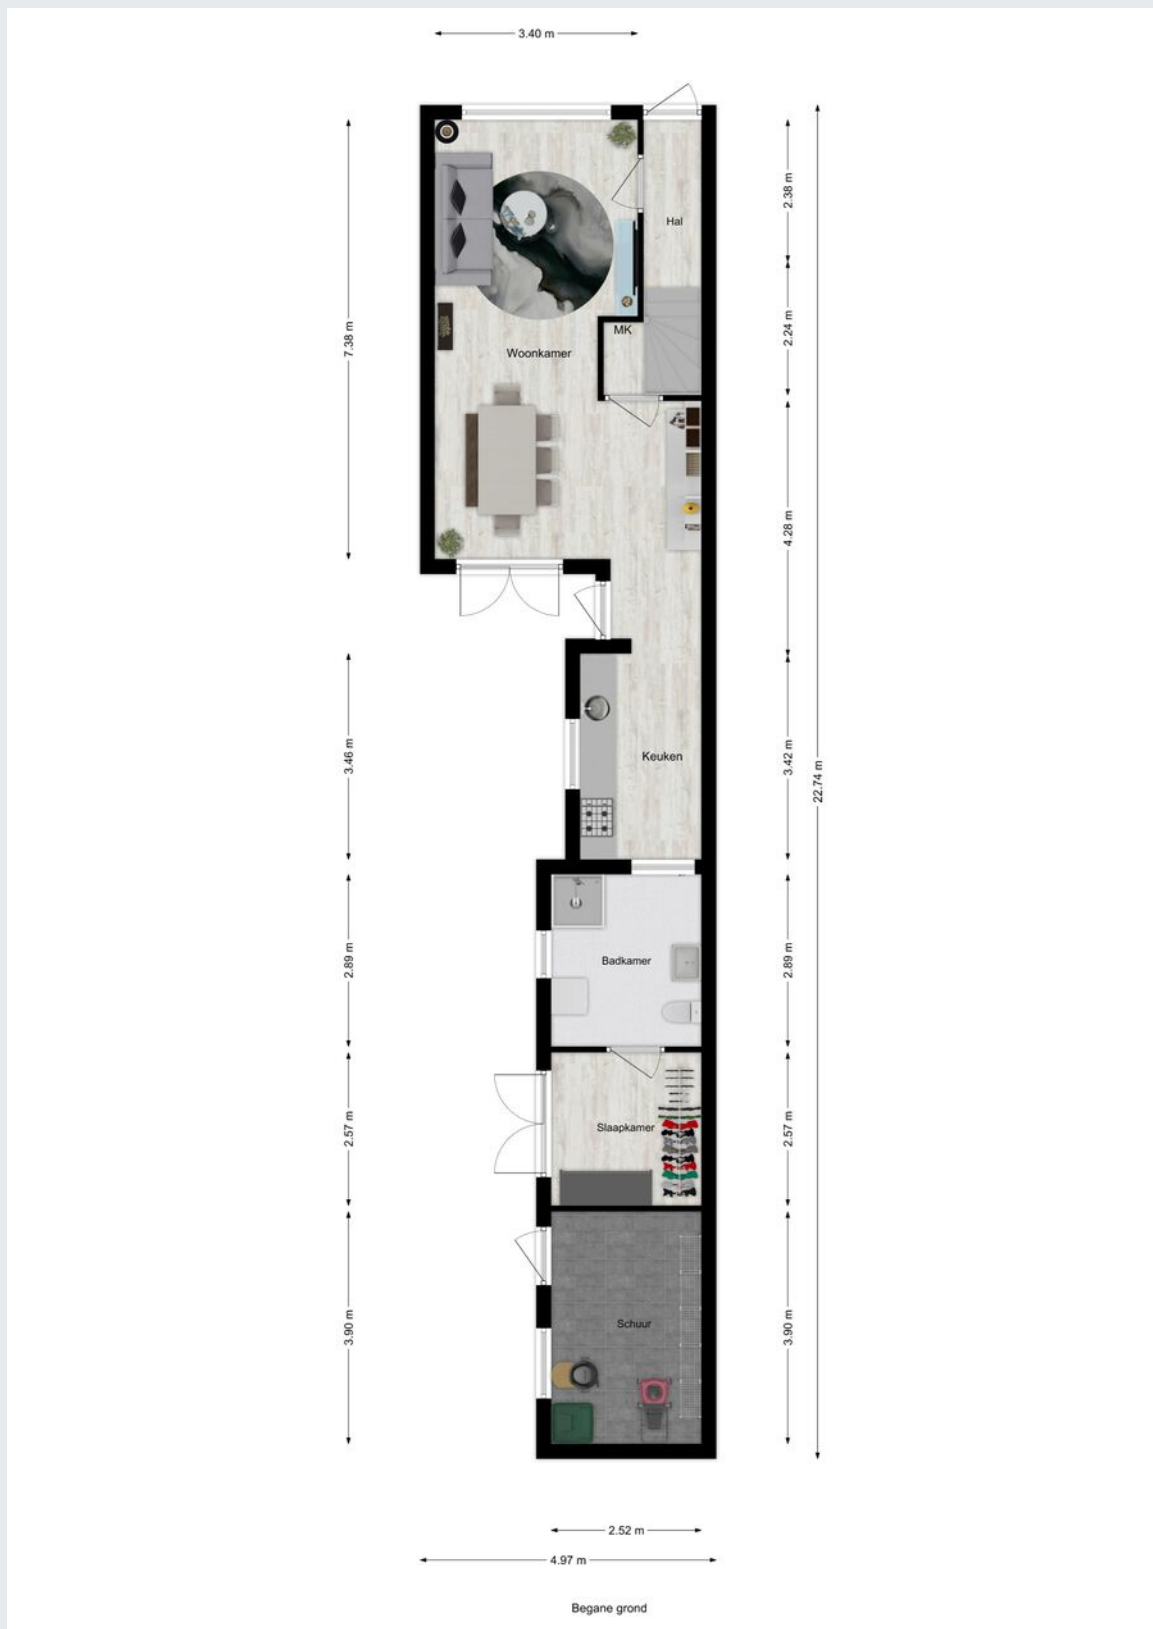 3.40 m
2.38 m
Hal
2.24 m
MK
7.38 m
Woonkamer
4.28 m
3.46 m
Keuken
3.42 m
22.74 m
2.89 m
Badkamer
2.89 m
2.57 m
Slaapkamer
2.57 m
3.90 m
Schuur
3.90 m
2.52 m
4.97 m
Begane grond